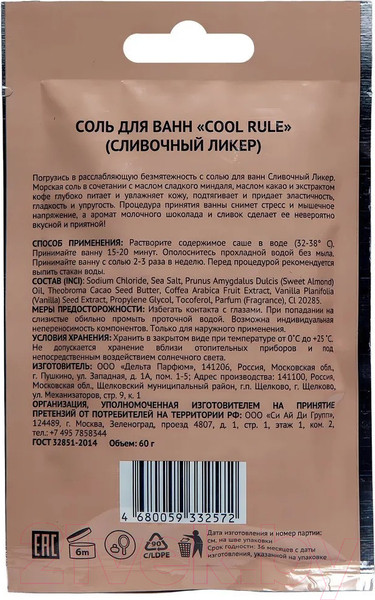 СОЛЬ ДЛЯ ВАНН «COOL RULE»
(СЛИВОЧНЫЙ ЛИКЕР)
Погрузись в расслабляющую безмятежность с солью для ванн Сливочный Ликер.
Морская соль в сочетании с маслом сладкого миндаля, маслом какао и экстрактом
кофе глубоко питает и увлажняет кожу, подтягивает и придает эластичность,
гладкость и упругость. Процедура принятия ванны снимет стресс и мышечное
напряжение, а аромат молочного шоколада и сливок сделает ее невероятно
вкусной и приятной!
СПОСОБ ПРИМЕНЕНИЯ: Растворите содержимое саше в воде (32-38° С).
Принимайте ванну 15-20 минут. Ополоснитесь прохладной водой без мыла.
Принимайте ванну с солью 2-3 раза в неделю. Перед процедурой рекомендуется
выпить стакан воды.
СОСТАВ (INCI): Sodium Chloride, Sea Salt, Prunus Amygdalus Dulcis (Sweet Almond)
Oil, Theobroma Cacao Seed Butter, Coffea Arabica Fruit Extract, Vanilla Planifolia
(Vanilla) Seed Extract, Propylene Glycol, Tocoferol, Parfum (Fragrance), CI 20285.
МЕРЫ ПРЕДОСТОРОЖНОСТИ: Избегать контакта с глазами. При попадании на
слизистые обильно промыть проточной водой. Возможна индивидуальная
непереносимость компонентов. Только для наружного применения.
УСЛОВИЯ ХРАНЕНИЯ: Хранить в закрытом виде при температуре от 0˚С до +25˚С.
Не допускается хранение вблизи отопительных приборов и под
непосредственным воздействием солнечного света.
ИЗГОТОВИТЕЛЬ: ООО «Дельта Парфюм», 141206, Россия, Московская область,
г. Пушкино, ул. Западная, д. 1А, пом. 1-5; Адрес производства: 141100, Россия,
Московская область, Щелковский муниципальный район, г.п. Щелково, г. Щелково,
ул. Механизаторов, стр. 9, к. 1
ОРГАНИЗАЦИЯ, УПОЛНОМОЧЕННАЯ ИЗГОТОВИТЕЛЕМ НА ПРИНЯТИЕ
ПРЕТЕНЗИЙ ОТ ПОКУПАТЕЛЯ НА ТЕРРИТОРИИ РФ: ООО «Си Ай Ди Групп»,
124489, г. Москва, Зеленоград, проезд 4807, д. 1, стр. 1, этаж 1, ком. 2,
тел.: +7 495 7858344
ГОСТ 32851-2014 Объем: 60 г
4 680059 332572
EAC
6m
90
C/LDPE
Дата изготовления и номер партии:
см. на шве упаковки
Срок годности: 36 месяцев с даты
изготовления, указанной на упаковке